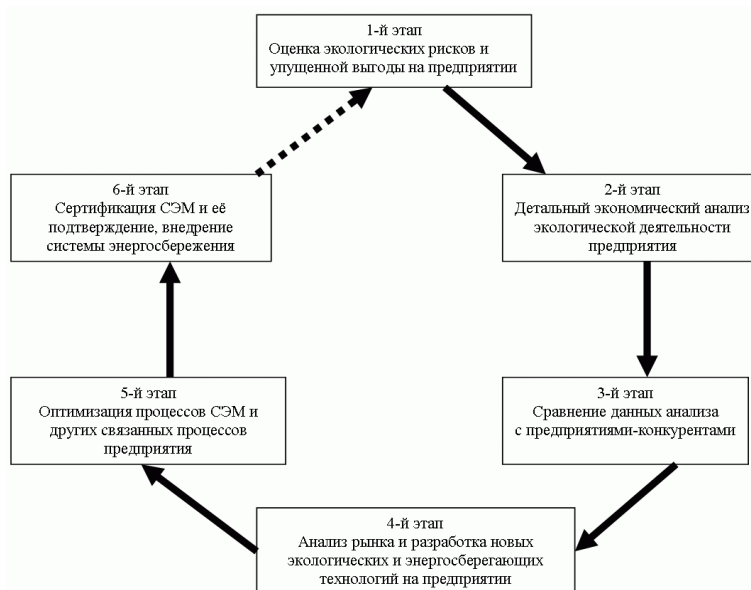 1-й этап
Оценка экологических рисков и
упущенной выгоды на предприятии
2-й этап
Детальный экономический анализ
экологической деятельности
предприятия
3-й этап
Сравнение данных анализа
с предприятиями-конкурентами
4-й этап
Анализ рынка и разработка новых
экологических и энергосберегающих
технологий на предприятии
5-й этап
Оптимизация процессов СЭМ и
других связанных процессов
предприятия
6-й этап
Сертификация СЭМ и её
подтверждение, внедрение
системы энергосбережения